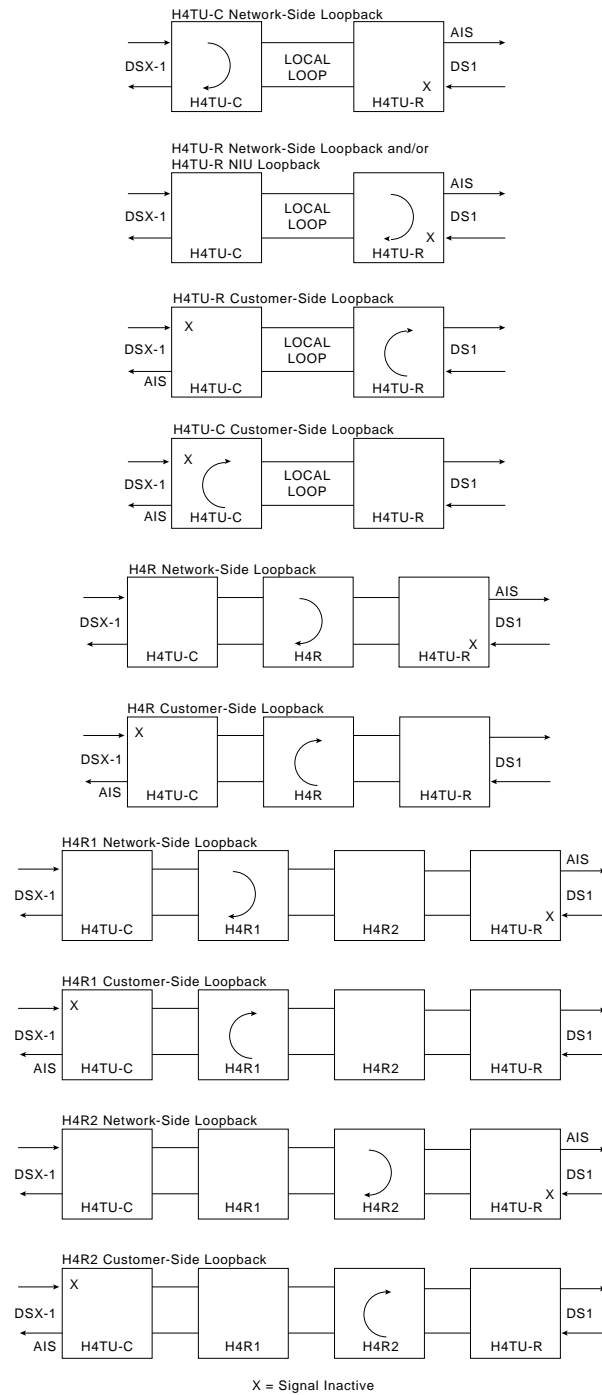 H4TU-C Network-Side Loopback
AIS
DSX-1
LOCAL
LOOP
DS1
X
H4TU-C
H4TU-R
H4TU-R Network-Side Loopback and/or
H4TU-R NIU Loopback
AIS
DSX-1
LOCAL
LOOP
DS1
X
H4TU-C
H4TU-R
H4TU-R Customer-Side Loopback
X
DSX-1
LOCAL
LOOP
DS1
AIS
H4TU-C
H4TU-R
H4TU-C Customer-Side Loopback
X
DSX-1
LOCAL
LOOP
DS1
AIS
H4TU-C
H4TU-R
H4R Network-Side Loopback
AIS
DSX-1
DS1
X
H4TU-C
H4R
H4TU-R
H4R Customer-Side Loopback
X
DSX-1
DS1
AIS
H4TU-C
H4R
H4TU-R
H4R1 Network-Side Loopback
AIS
DSX-1
DS1
X
H4TU-C
H4R1
H4R2
H4TU-R
H4R1 Customer-Side Loopback
X
DSX-1
DS1
AIS
H4TU-C
H4R1
H4R2
H4TU-R
H4R2 Network-Side Loopback
AIS
DSX-1
DS1
X
H4TU-C
H4R1
H4R2
H4TU-R
H4R2 Customer-Side Loopback
X
DSX-1
DS1
AIS
H4TU-C
H4R1
H4R2
H4TU-R
X = Signal Inactive